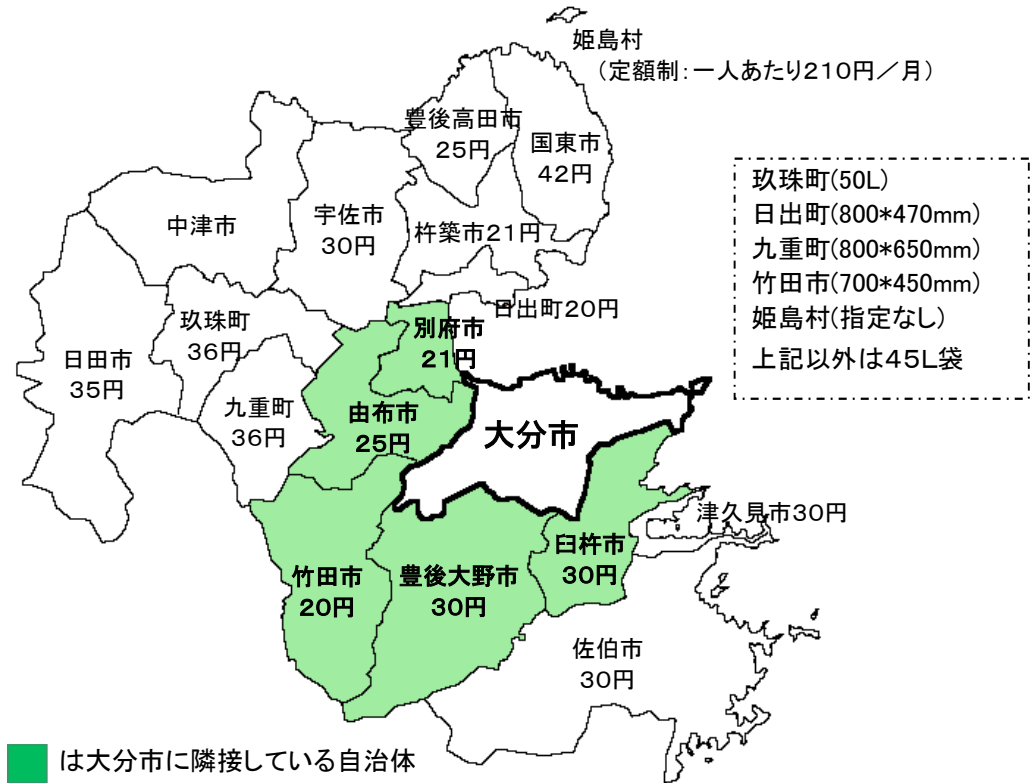 姫島村
（定額制：一人あたり210円／月）
豊後高田市
25円
国東市
42円
中津市
宇佐市
30円
杵築市21円
日出町20円
玖珠町(50L)
日出町(800*470mm)
九重町(800*650mm)
竹田市(700*450mm)
姫島村(指定なし)
上記以外は45L袋
日田市
35円
玖珠町
36円
九重町
36円
別府市
21円
由布市
25円
大分市
津久見市30円
臼杵市
30円
竹田市
20円
豊後大野市
30円
佐伯市
30円
は大分市に隣接している自治体